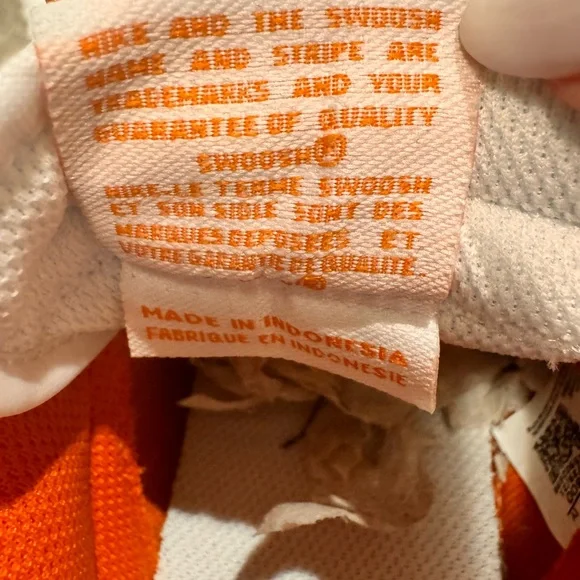 NIKE AND THE SWOOSH
NAME AND STRIPE ARE
TRADEMARKS AND YOUR
GUARANTEE OF QUALITY
SWOOSH®
NIKE-LE TERME SWOOSH
ET SON SIGLE SONT DES
MARQUES DEPOSEES ET
VOTRE GARANTIE D'QUALITE.
MADE IN INDONESIA
FABRIQUE EN INDONESIE